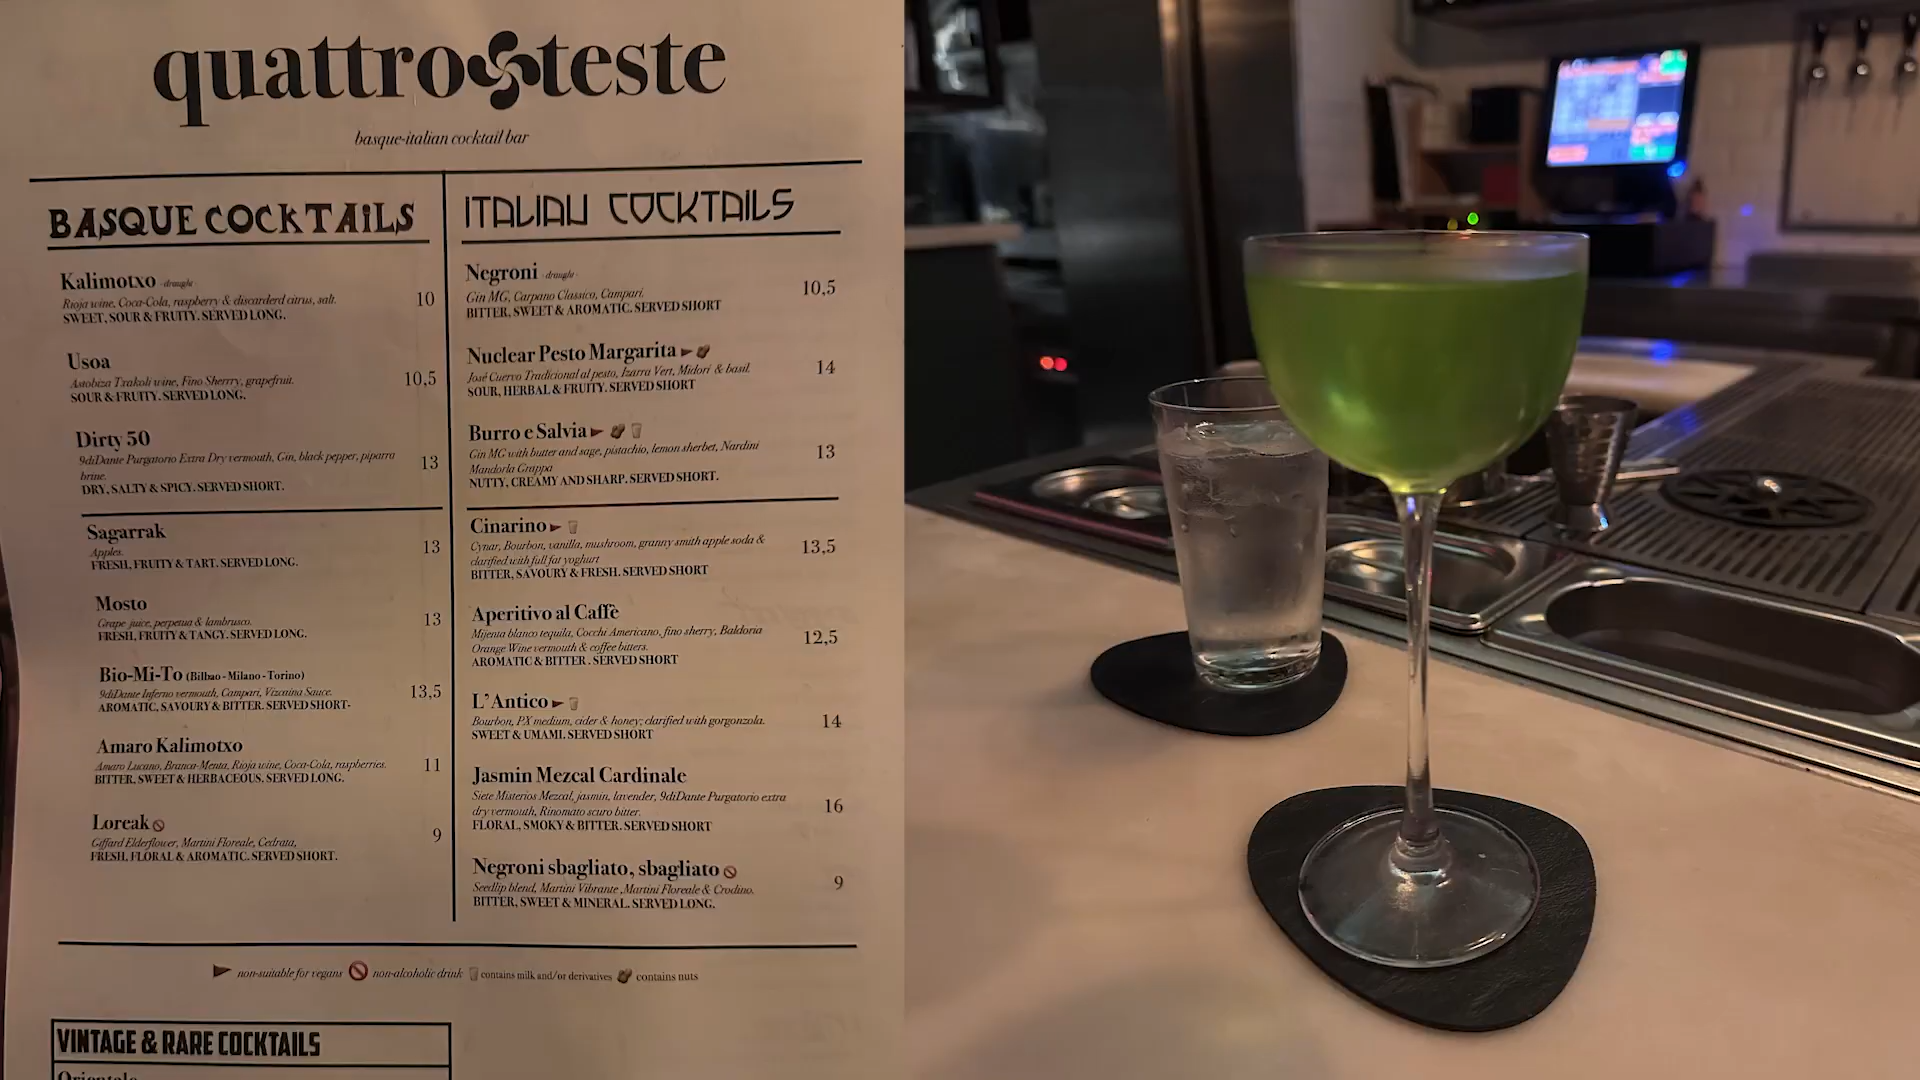 quattro teste
basque-italian cocktail bar
BASQUE COCKTAILS
Kalimotxo -draught-
10
Rioja wine, Coca-Cola, raspberry & discarderd citrus, salt.
SWEET, SOUR & FRUITY. SERVED LONG.
Usoa
10,5
Astobiza Txakoli wine, Fino Sherrry, grapefruit.
SOUR & FRUITY. SERVED LONG.
Dirty 50
9diDante Purgatorio Extra Dry vermouth, Gin, black pepper, piparra
13
brine.
DRY, SALTY & SPICY. SERVED SHORT.
Sagarrak
13
Apples.
FRESH, FRUITY & TART. SERVED LONG.
Mosto
13
Grape juice, perpetua & lambrusco.
FRESH, FRUITY & TANGY. SERVED LONG.
Bio-Mi-To (Bilbao - Milano - Torino)
13,5
9diDante Inferno vermouth, Campari, Vizcaina Sauce.
AROMATIC, SAVOURY & BITTER. SERVED SHORT-
Amaro Kalimotxo
11
Amaro Lucano, Branca-Menta, Rioja wine, Coca-Cola, raspberries.
BITTER, SWEET & HERBACEOUS. SERVED LONG.
Loreak
9
Giffard Elderflower, Martini Floreale, Cedrata,
FRESH, FLORAL & AROMATIC. SERVED SHORT.
ITALIAN COCKTAILS
Negroni -draught-
10,5
Gin MG, Carpano Classico, Campari.
BITTER, SWEET & AROMATIC. SERVED SHORT
Nuclear Pesto Margarita
14
José Cuervo Tradicional al pesto, Izarra Vert, Midori & basil.
SOUR, HERBAL & FRUITY. SERVED SHORT
Burro e Salvia
13
Gin MG with butter and sage, pistachio, lemon sherbet, Nardini
Mandorla Grappa
NUTTY, CREAMY AND SHARP. SERVED SHORT.
Cinarino
13,5
Cynar, Bourbon, vanilla, mushroom, granny smith apple soda &
clarified with full fat yoghurt
BITTER, SAVOURY & FRESH. SERVED SHORT
Aperitivo al Caffè
12,5
Mijenta blanco tequila, Cocchi Americano, fino sherry, Baldoria
Orange Wine vermouth & coffee bitters.
AROMATIC & BITTER . SERVED SHORT
L'Antico
14
Bourbon, PX medium, cider & honey; clarified with gorgonzola.
SWEET & UMAMI. SERVED SHORT
Jasmin Mezcal Cardinale
16
Siete Misterios Mezcal, jasmin, lavender, 9diDante Purgatorio extra
dry vermouth, Rinomato scuro bitter.
FLORAL, SMOKY & BITTER. SERVED SHORT
Negroni sbagliato, sbagliato
9
Seedlip blend, Martini Vibrante ,Martini Floreale & Crodino.
BITTER, SWEET & MINERAL. SERVED LONG.
non-suitable for vegans non-alcoholic drink contains milk and/or derivatives contains nuts
VINTAGE & RARE COCKTAILS
Orientale